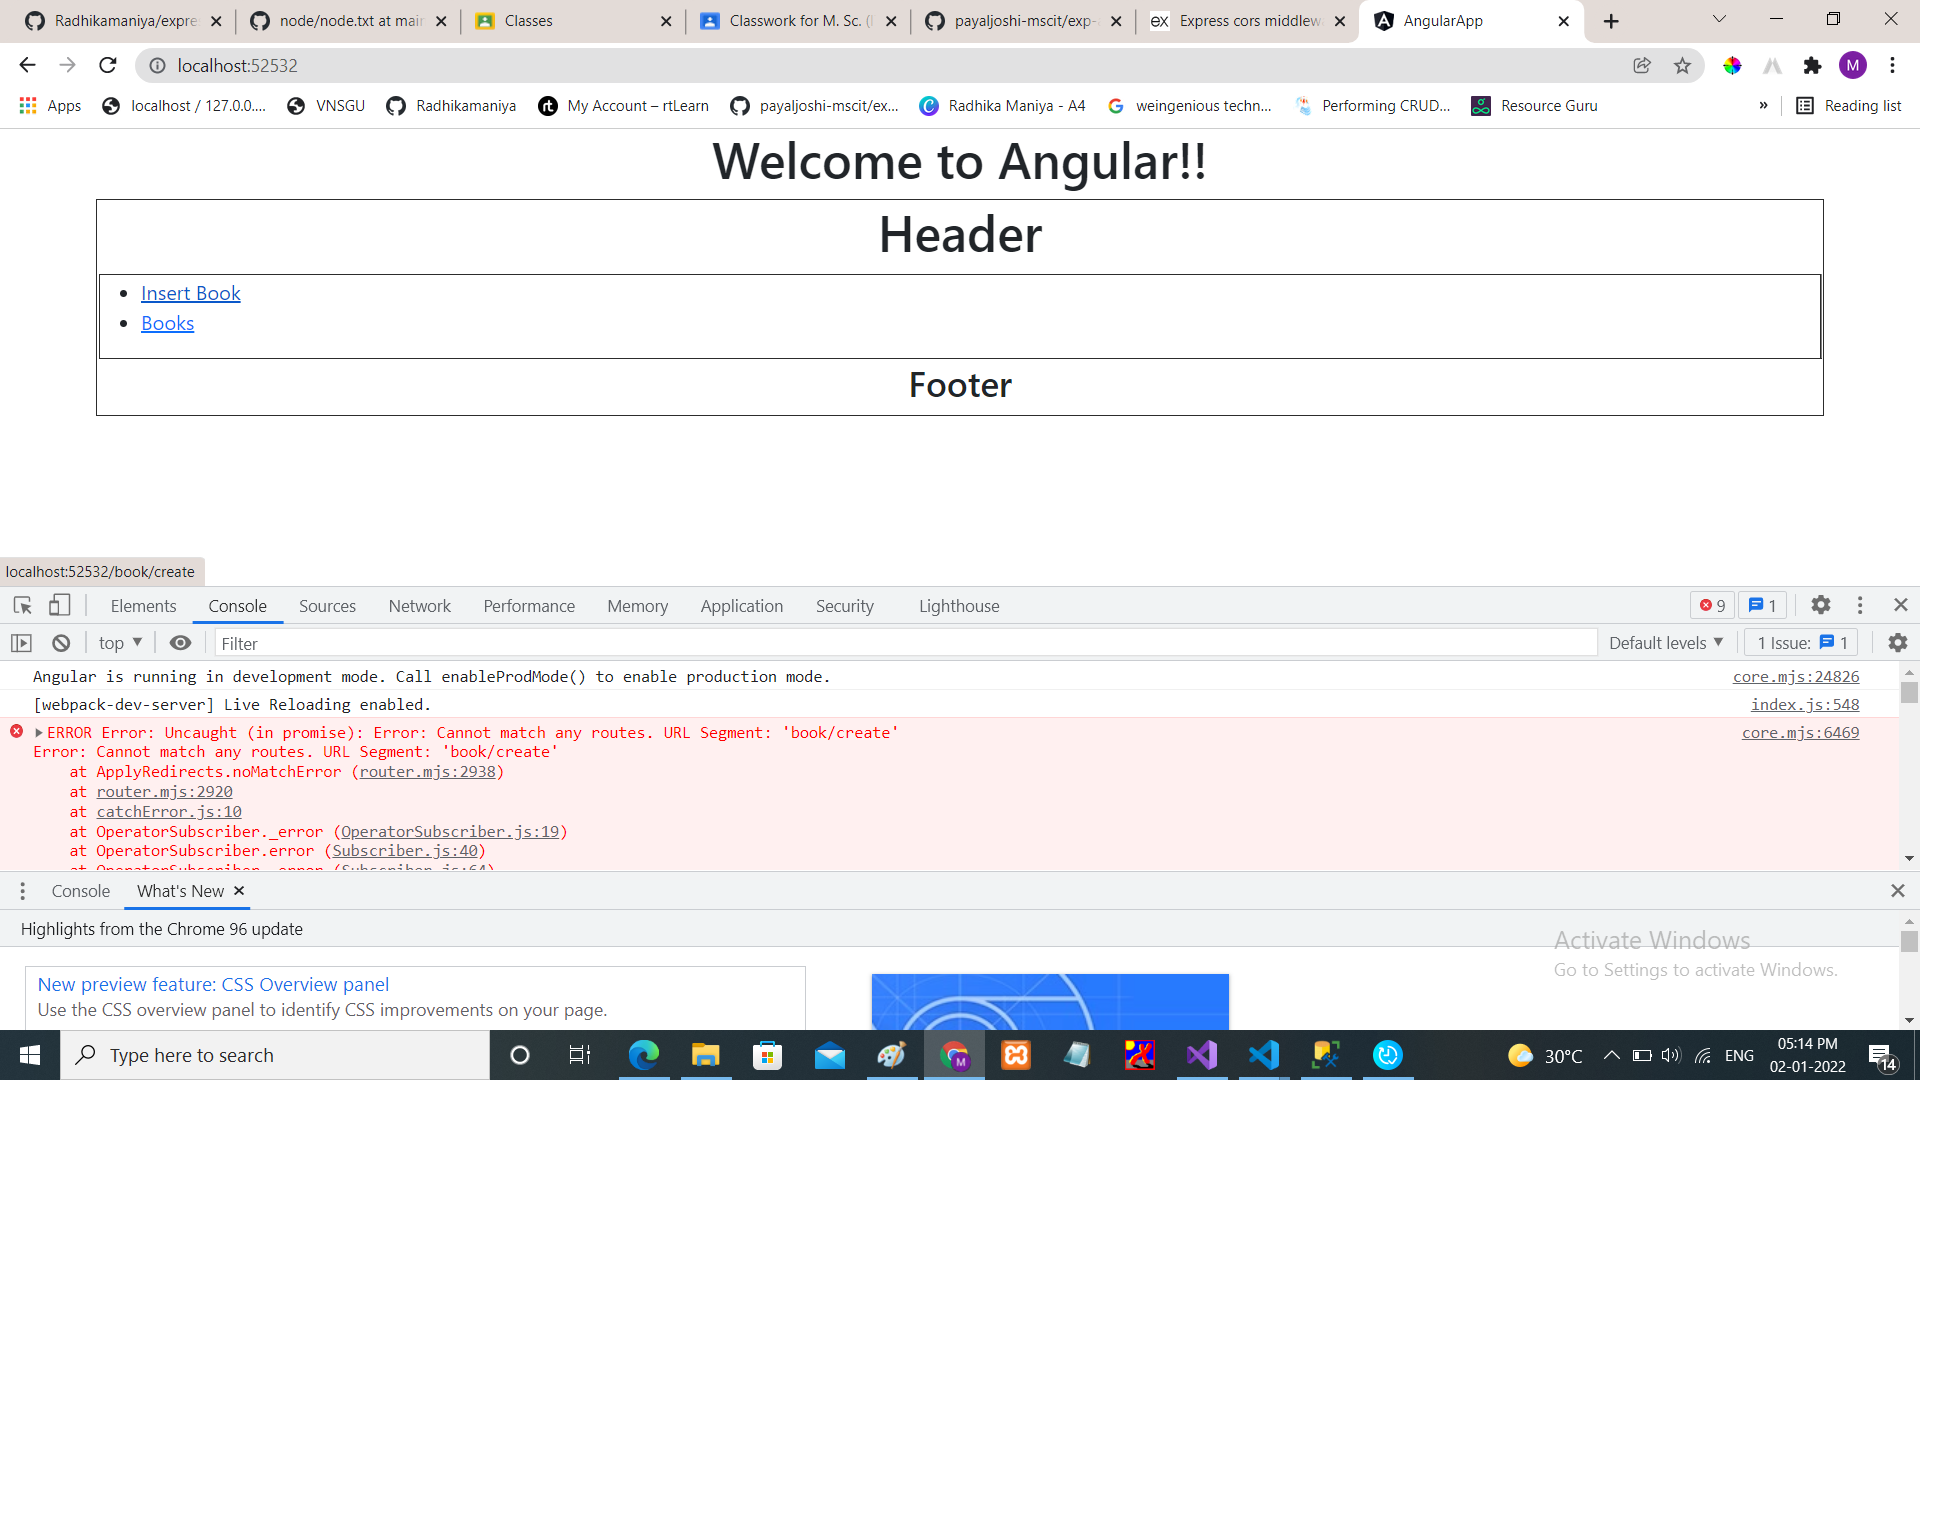 Radhikamaniya/expre
node/node.txt at main
Classes
Classwork for M. Sc. (
payaljoshi-mscit/exp-
Express cors middlew
AngularApp
localhost:52532
M
Apps
localhost / 127.0.0....
VNSGU
Radhikamaniya
My Account – rtLearn
payaljoshi-mscit/ex...
Radhika Maniya - A4
weingenious techn...
Performing CRUD...
Resource Guru
»
Reading list
Welcome to Angular!!
Header
• Insert Book
• Books
Footer
localhost:52532/book/create
Elements
Console
Sources
Network
Performance
Memory
Application
Security
Lighthouse
9
1
top
Filter
Default levels
1 Issue: 1
Angular is running in development mode. Call enableProdMode() to enable production mode. core.mjs:24826
[webpack-dev-server] Live Reloading enabled. index.js:548
ERROR Error: Uncaught (in promise): Error: Cannot match any routes. URL Segment: 'book/create' core.mjs:6469
Error: Cannot match any routes. URL Segment: 'book/create'
at ApplyRedirects.noMatchError (router.mjs:2938)
at router.mjs:2920
at catchError.js:10
at OperatorSubscriber._error (OperatorSubscriber.js:19)
at OperatorSubscriber.error (Subscriber.js:40)
at OperatorSubscriber._error (Subscriber.js:64)
Console
What's New
Highlights from the Chrome 96 update
New preview feature: CSS Overview panel
Use the CSS overview panel to identify CSS improvements on your page.
Activate Windows
Go to Settings to activate Windows.
Type here to search
30°C
ENG
05:14 PM
02-01-2022
14